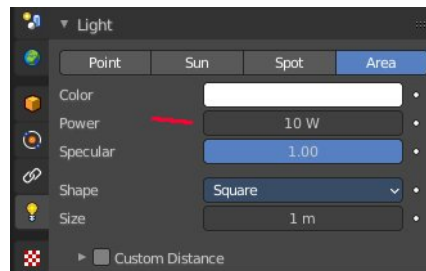 Light
Point Sun Spot Area
Color
Power 10 W
Specular 1.00
Shape Square
Size 1 m
Custom Distance